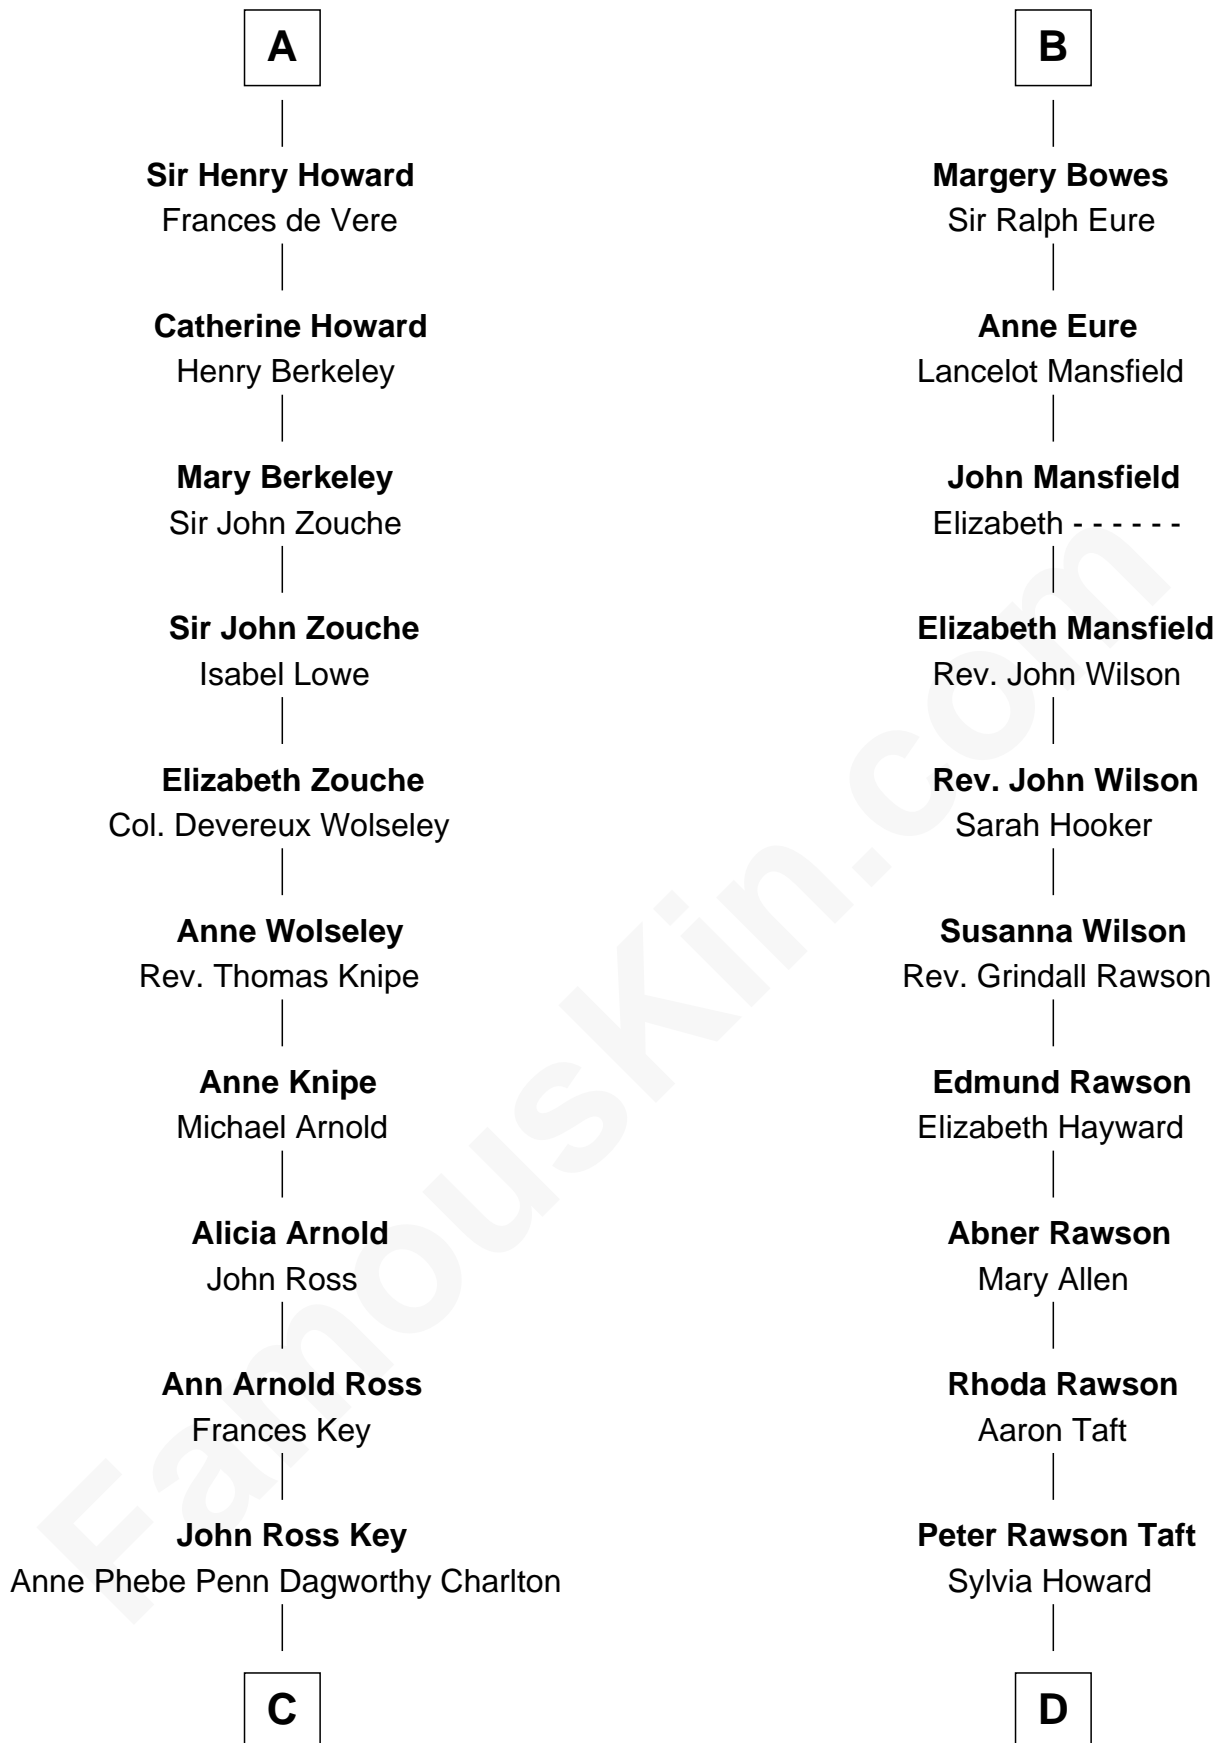 A
Sir Henry Howard
Frances de Vere
Catherine Howard
Henry Berkeley
Mary Berkeley
Sir John Zouche
Sir John Zouche
Isabel Lowe
Elizabeth Zouche
Col. Devereux Wolseley
Anne Wolseley
Rev. Thomas Knipe
Anne Knipe
Michael Arnold
Alicia Arnold
John Ross
Ann Arnold Ross
Frances Key
John Ross Key
Anne Phebe Penn Dagworthy Charlton
C
B
Margery Bowes
Sir Ralph Eure
Anne Eure
Lancelot Mansfield
John Mansfield
Elizabeth - - - - - -
Elizabeth Mansfield
Rev. John Wilson
Rev. John Wilson
Sarah Hooker
Susanna Wilson
Rev. Grindall Rawson
Edmund Rawson
Elizabeth Hayward
Abner Rawson
Mary Allen
Rhoda Rawson
Aaron Taft
Peter Rawson Taft
Sylvia Howard
D
FamousKin.com